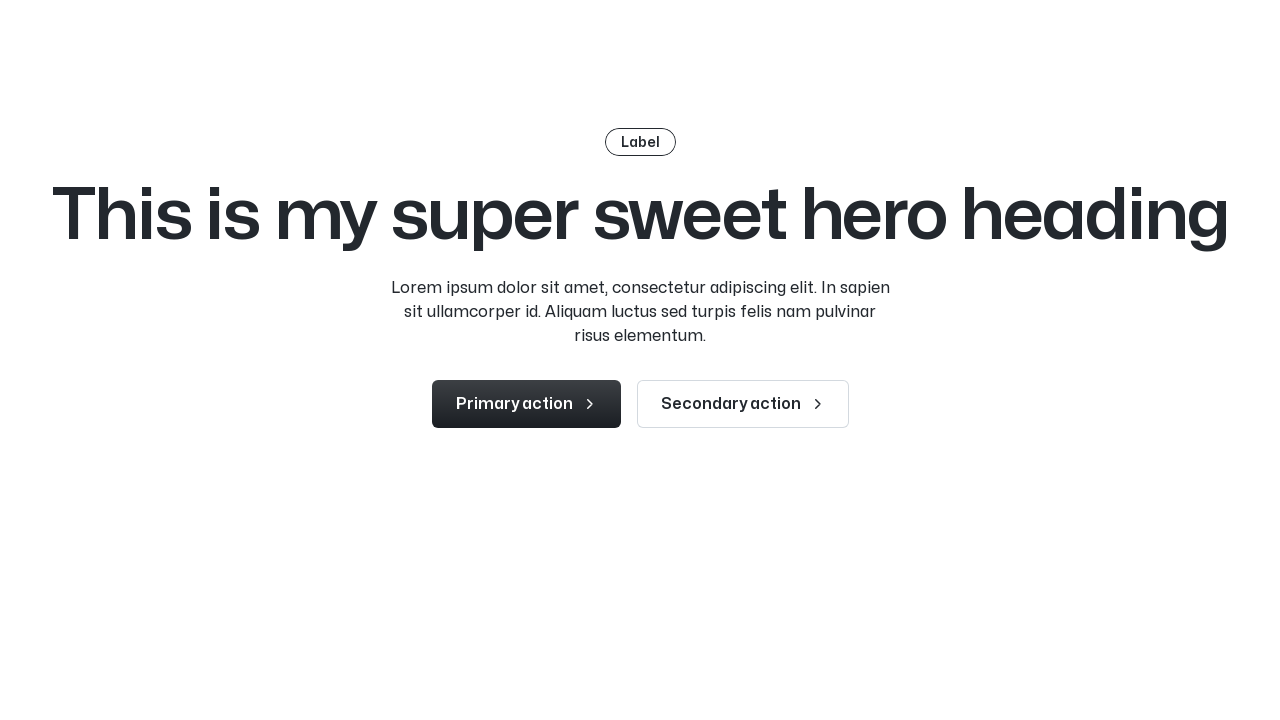 Label
This is my super sweet hero heading
Lorem ipsum dolor sit amet, consectetur adipiscing elit. In sapien
sit ullamcorper id. Aliquam luctus sed turpis felis nam pulvinar
risus elementum.
Primary action
Secondary action